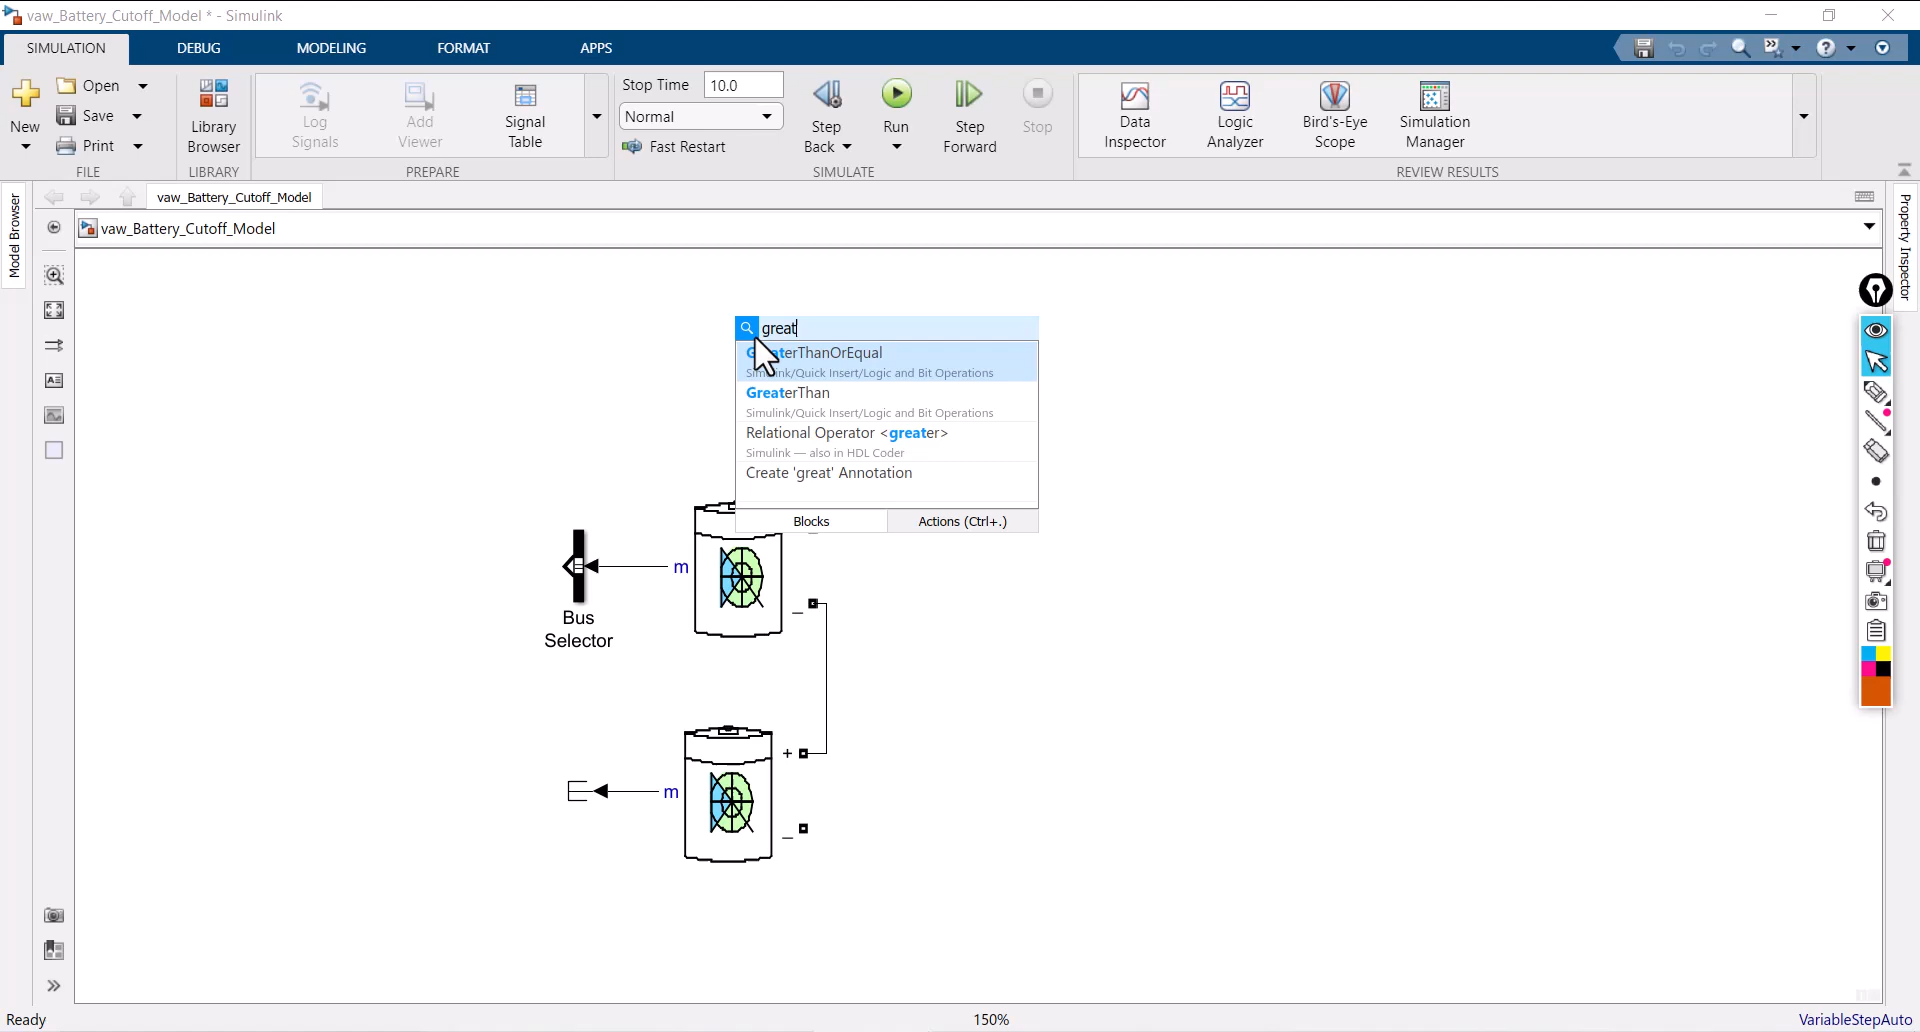 vaw_Battery_Cutoff_Model * - Simulink
SIMULATION
DEBUG
MODELING
FORMAT
APPS
New
Open
Save
Print
FILE
Library
Browser
LIBRARY
Log
Signals
Add
Viewer
Signal
Table
PREPARE
Stop Time
10.0
Normal
Fast Restart
Step
Back
Run
Step
Forward
Stop
SIMULATE
Data
Inspector
Logic
Analyzer
Bird's-Eye
Scope
Simulation
Manager
REVIEW RESULTS
Model Browser
vaw_Battery_Cutoff_Model
vaw_Battery_Cutoff_Model
Property Inspector
great
GreaterThanOrEqual
Simulink/Quick Insert/Logic and Bit Operations
GreaterThan
Simulink/Quick Insert/Logic and Bit Operations
Relational Operator <greater>
Simulink — also in HDL Coder
Create 'great' Annotation
Blocks
Actions (Ctrl+.)
m
Bus
Selector
_
+
m
_
Ready
150%
VariableStepAuto